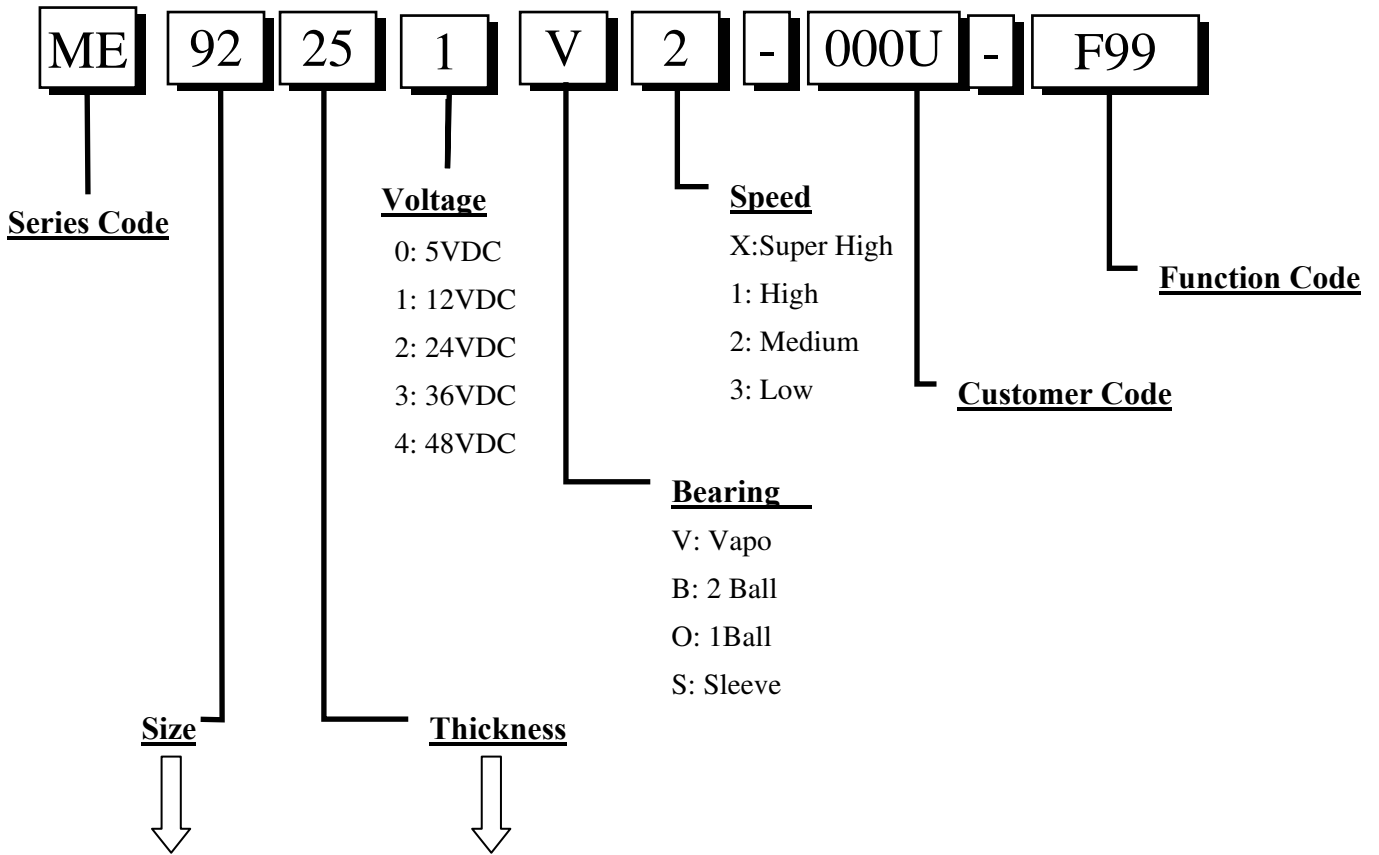 ME 92 25 1 V 2 - 000U - F99
Series Code
Voltage
0: 5VDC
1: 12VDC
2: 24VDC
3: 36VDC
4: 48VDC
Speed
X:Super High
1: High
2: Medium
3: Low
Function Code
Customer Code
Bearing
V: Vapo
B: 2 Ball
O: 1Ball
S: Sleeve
Size
Thickness